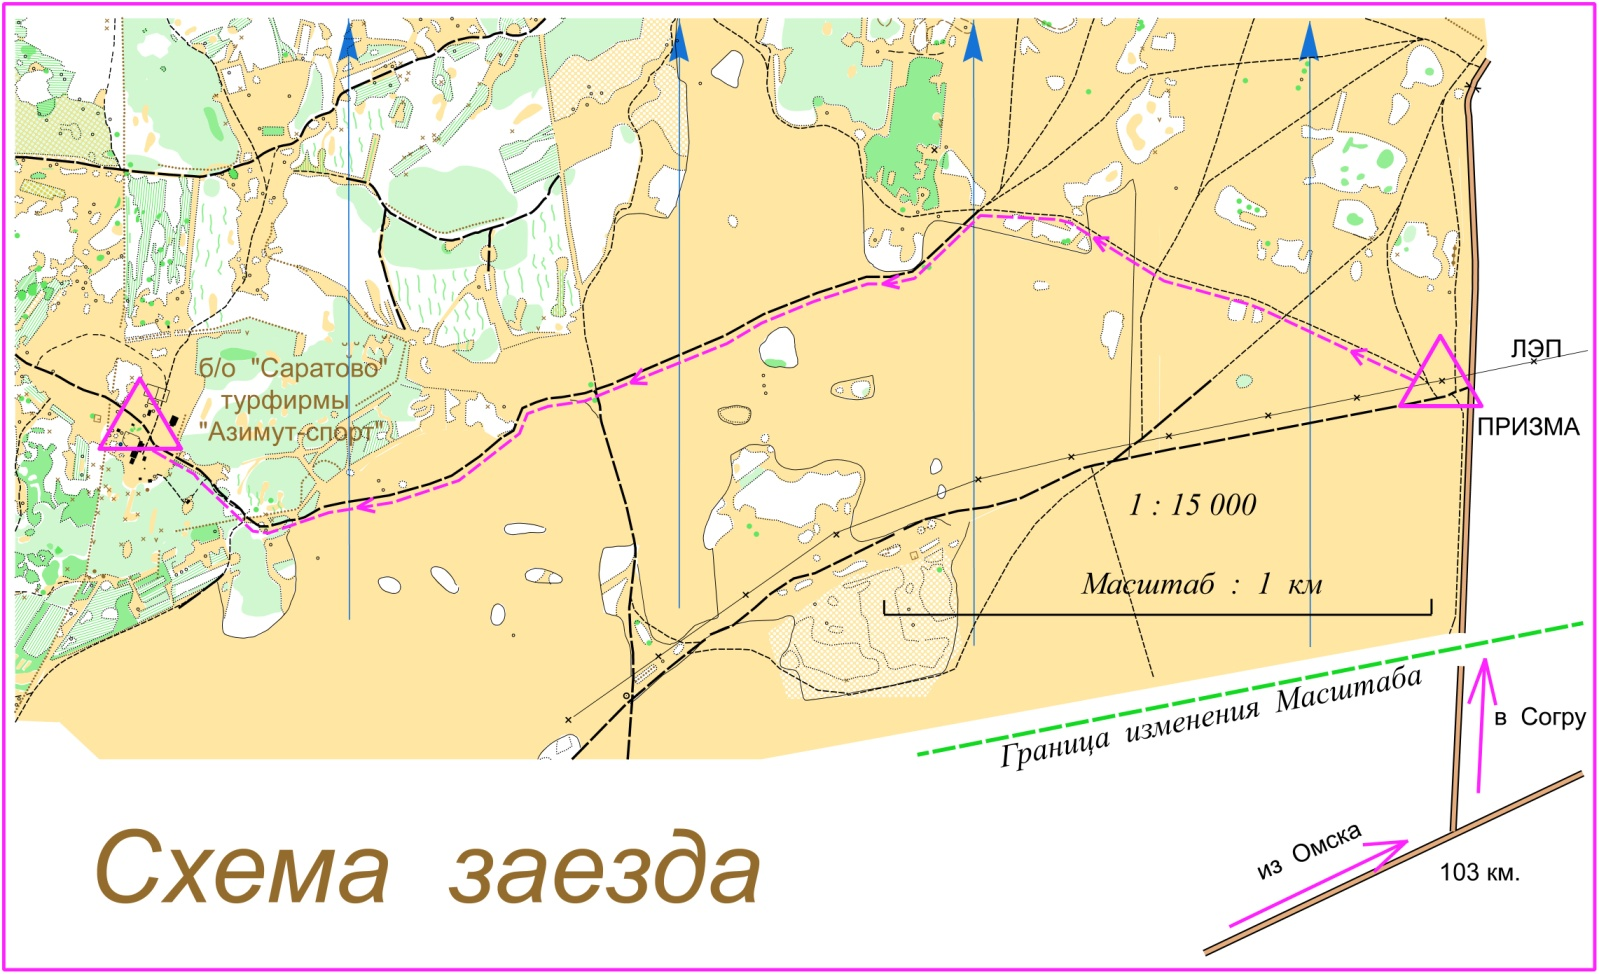 ЛЭП
б/о "Саратово"
турфирмы
"Азимут-спорт"
ПРИЗМА
1 : 15 000
Масштаб : 1 км
Граница изменения Масштаба
в Согру
из Омска
103 км.
Схема заезда